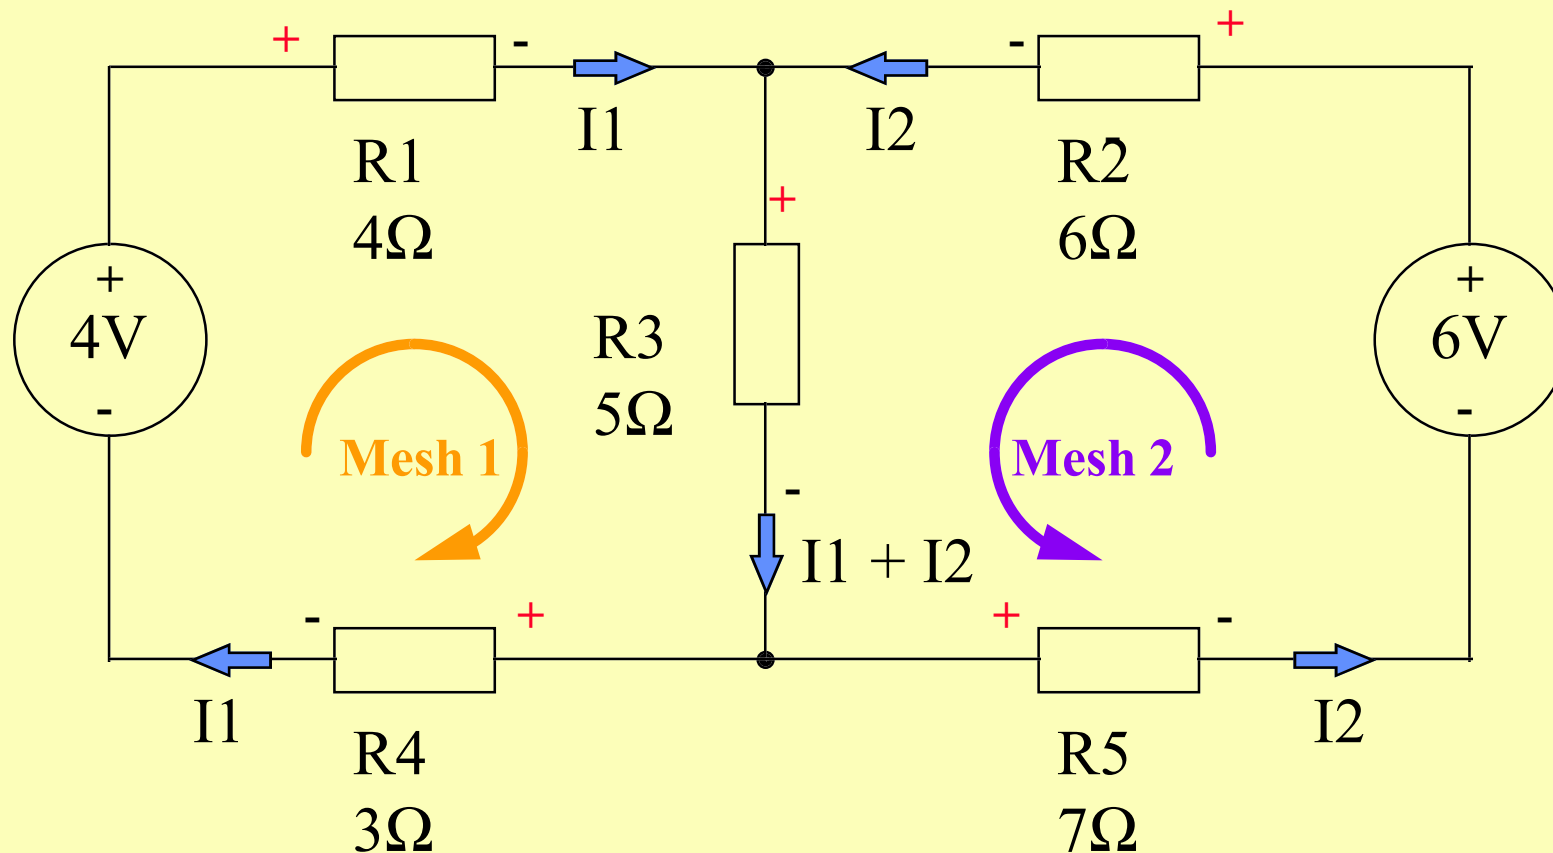 + - - +
I1 I2
R1 R2
4Ω 6Ω
+
+ +
4V R3 6V
- -
5Ω
Mesh 1 Mesh 2
-
I1 + I2
- + + -
I1 I2
R4 R5
3Ω 7Ω